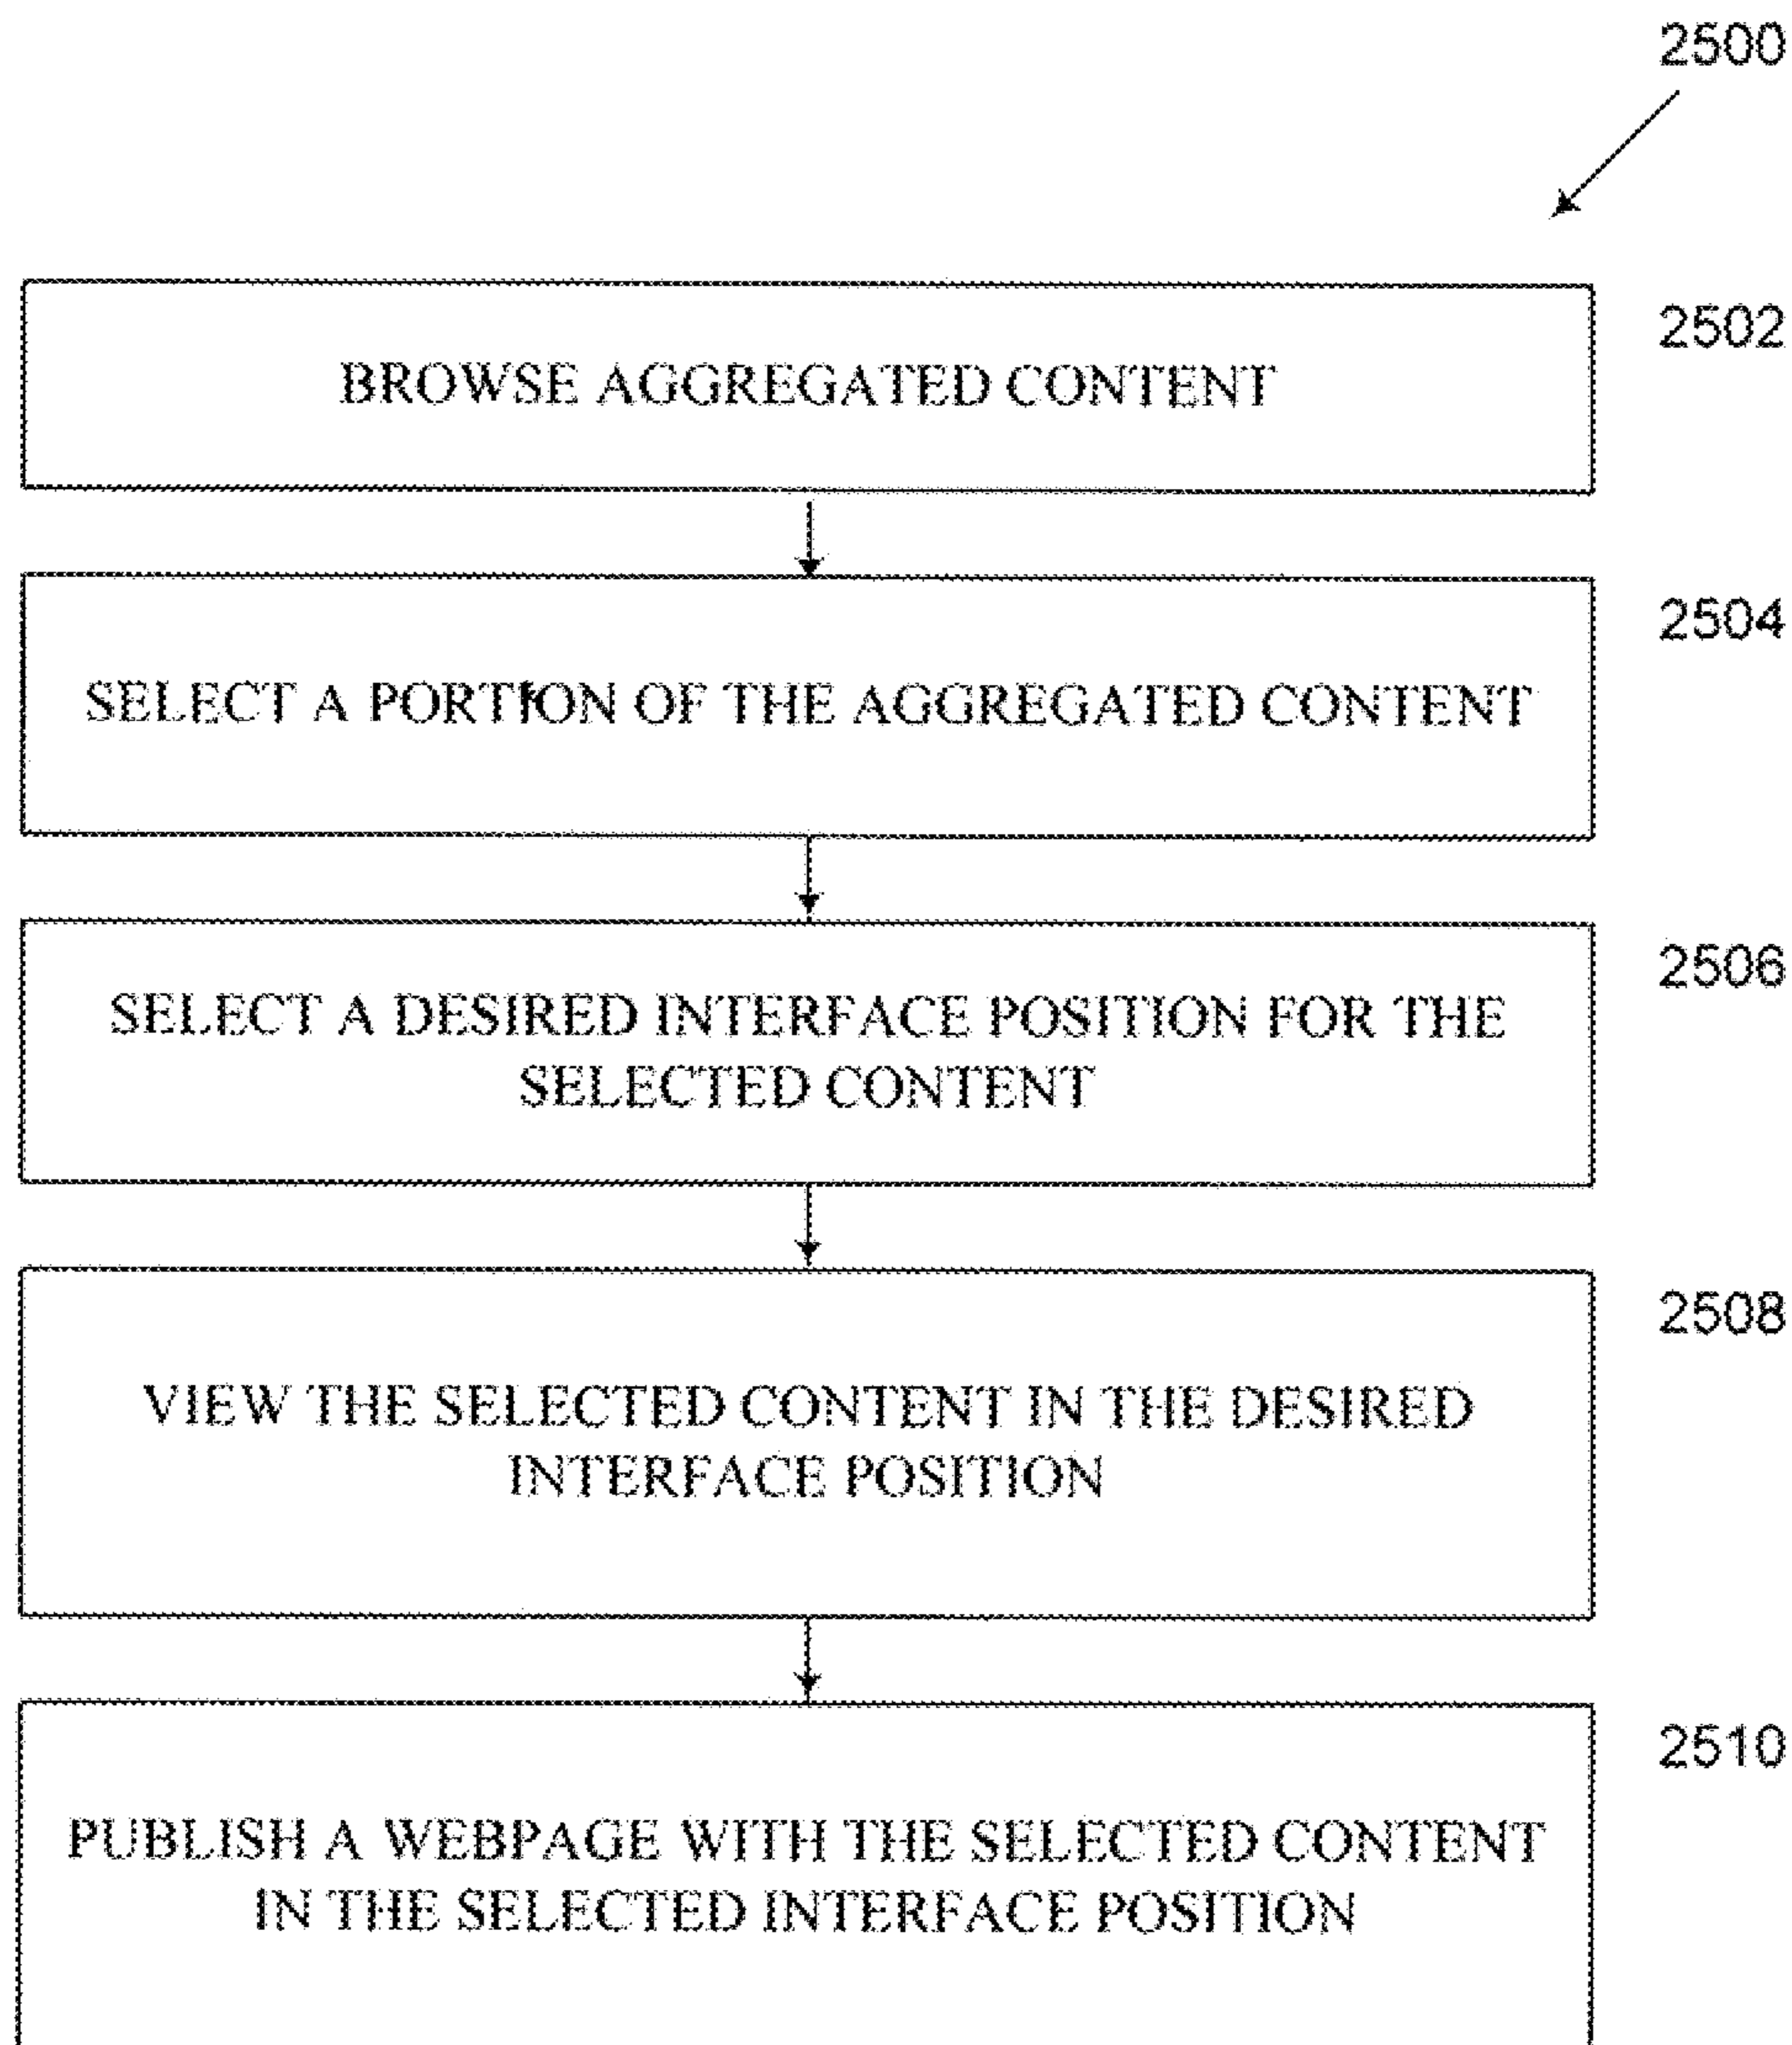 2500
2502
BROWSE AGGREGATED CONTENT
2504
SELECT A PORTION OF THE AGGREGATED CONTENT
2506
SELECT A DESIRED INTERFACE POSITION FOR THE
SELECTED CONTENT
2508
VIEW THE SELECTED CONTENT IN THE DESIRED
INTERFACE POSITION
2510
PUBLISH A WEBPAGE WITH THE SELECTED CONTENT
IN THE SELECTED INTERFACE POSITION